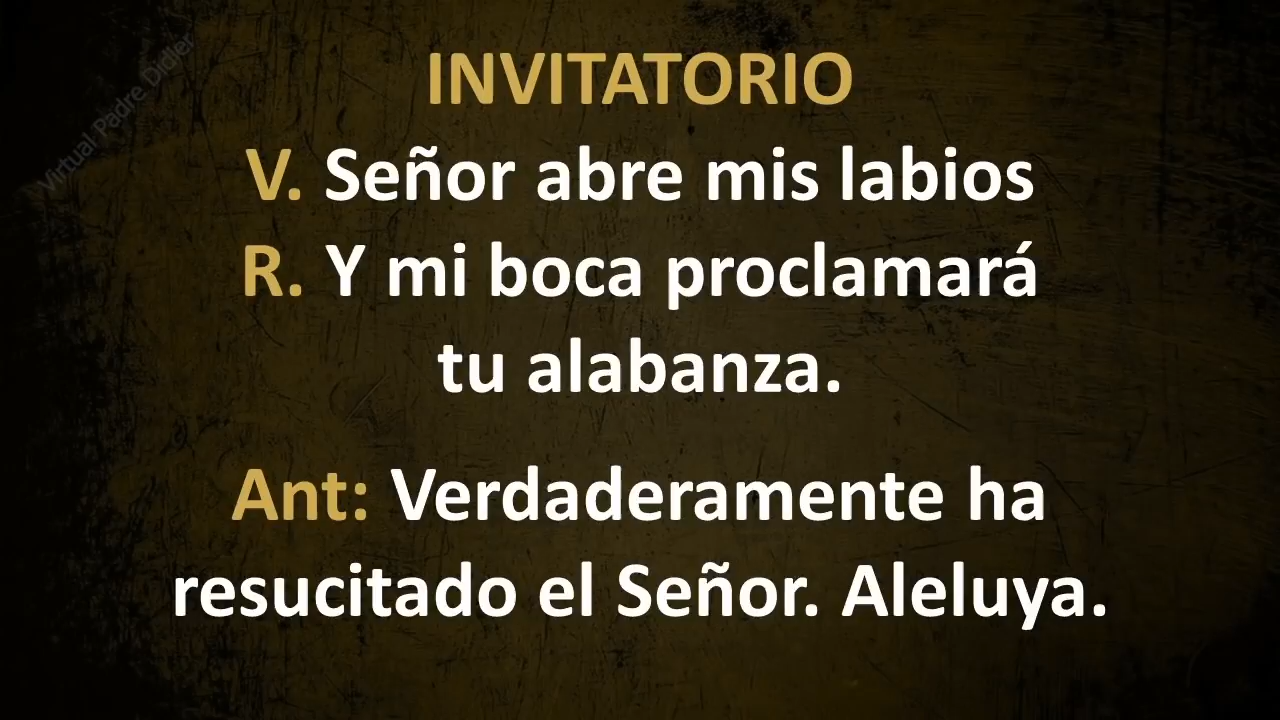 Virtual Padre Didier
INVITATORIO
V. Señor abre mis labios
R. Y mi boca proclamará
tu alabanza.
Ant: Verdaderamente ha
resucitado el Señor. Aleluya.